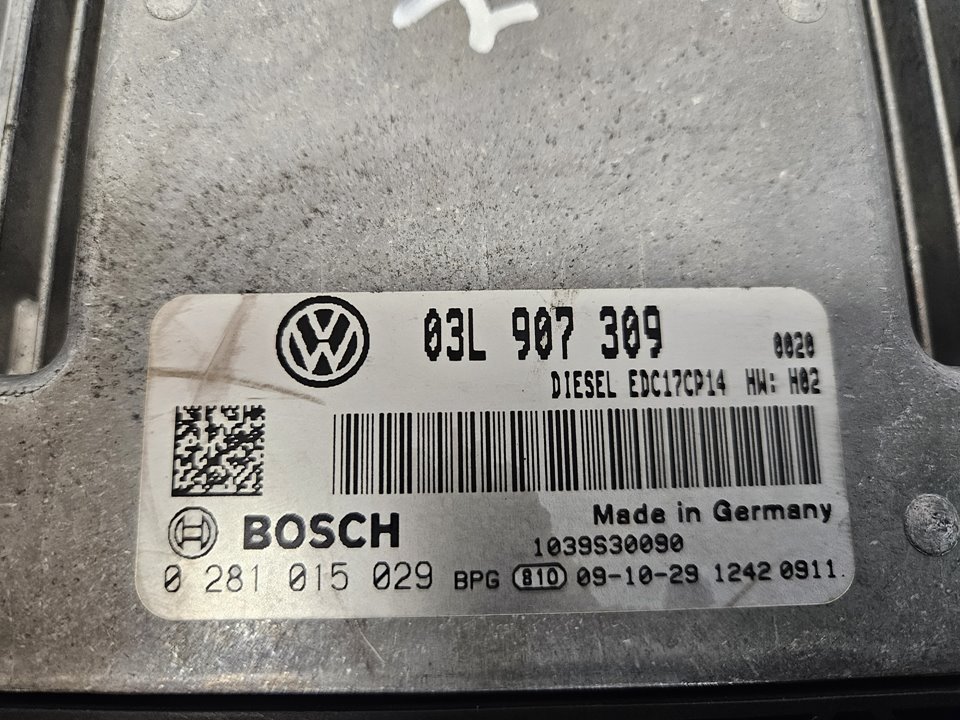 03L 907 309 0020
DIESEL EDC17CP14 HW: H02
BOSCH
Made in Germany
1039S30090
0 281 015 029 BPG 810 09-10-29 1242 0911.